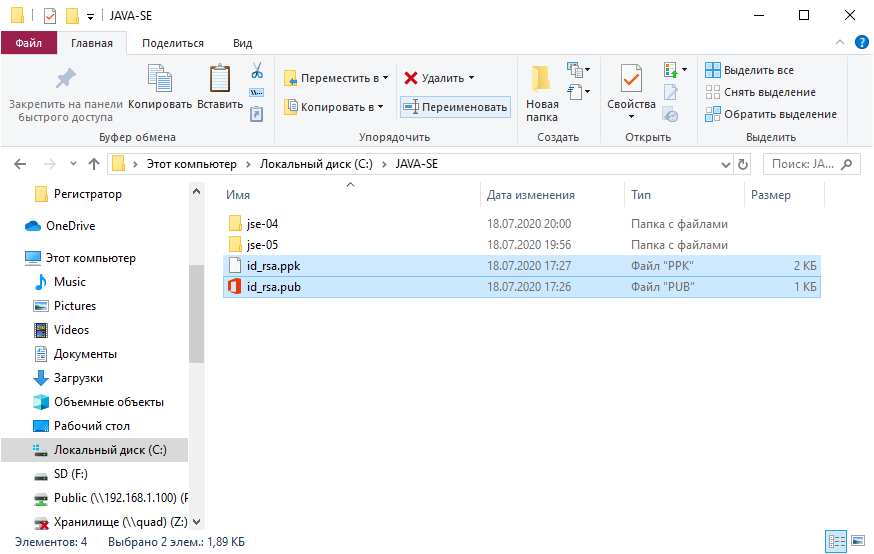 JAVA-SE
Файл Главная Поделиться Вид
Закрепить на панели
быстрого доступа
Копировать
Вставить
Буфер обмена
Переместить в
Копировать в
Удалить
Переименовать
Упорядочить
Новая
папка
Создать
Свойства
Открыть
Выделить все
Снять выделение
Обратить выделение
Выделить
Этот компьютер > Локальный диск (C:) > JAVA-SE
Поиск: JA...
Регистратор
OneDrive
Этот компьютер
Music
Pictures
Videos
Документы
Загрузки
Объемные объекты
Рабочий стол
Локальный диск (C:)
SD (F:)
Public (\\192.168.1.100) (P
Хранилище (\\quad) (Z:)
Имя Дата изменения Тип Размер
jse-04 18.07.2020 20:00 Папка с файлами
jse-05 18.07.2020 19:56 Папка с файлами
id_rsa.ppk 18.07.2020 17:27 Файл "PPK" 2 КБ
id_rsa.pub 18.07.2020 17:26 Файл "PUB" 1 КБ
Элементов: 4 Выбрано 2 элем.: 1,89 КБ